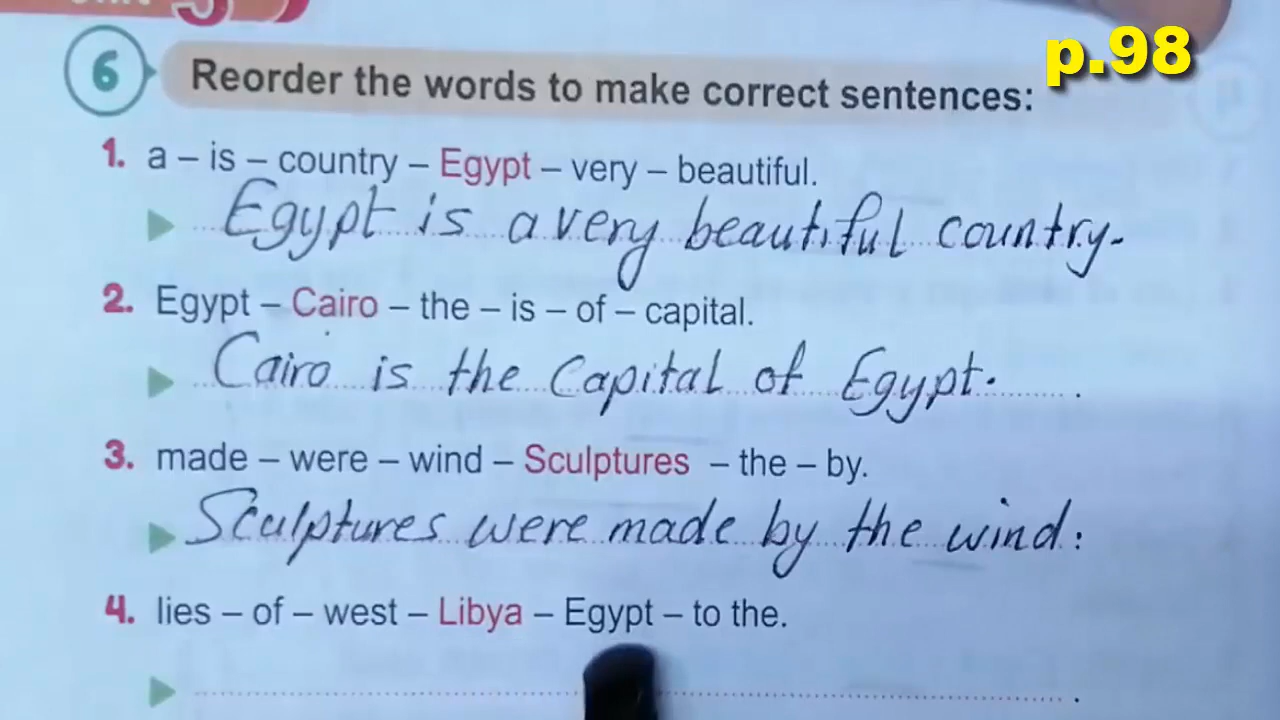 p.98
6 Reorder the words to make correct sentences:
1. a – is – country – Egypt – very – beautiful.
Egypt is a very beautiful country.
2. Egypt – Cairo – the – is – of – capital.
Cairo is the Capital of Egypt.
3. made – were – wind – Sculptures – the – by.
Sculptures were made by the wind.
4. lies – of – west – Libya – Egypt – to the.